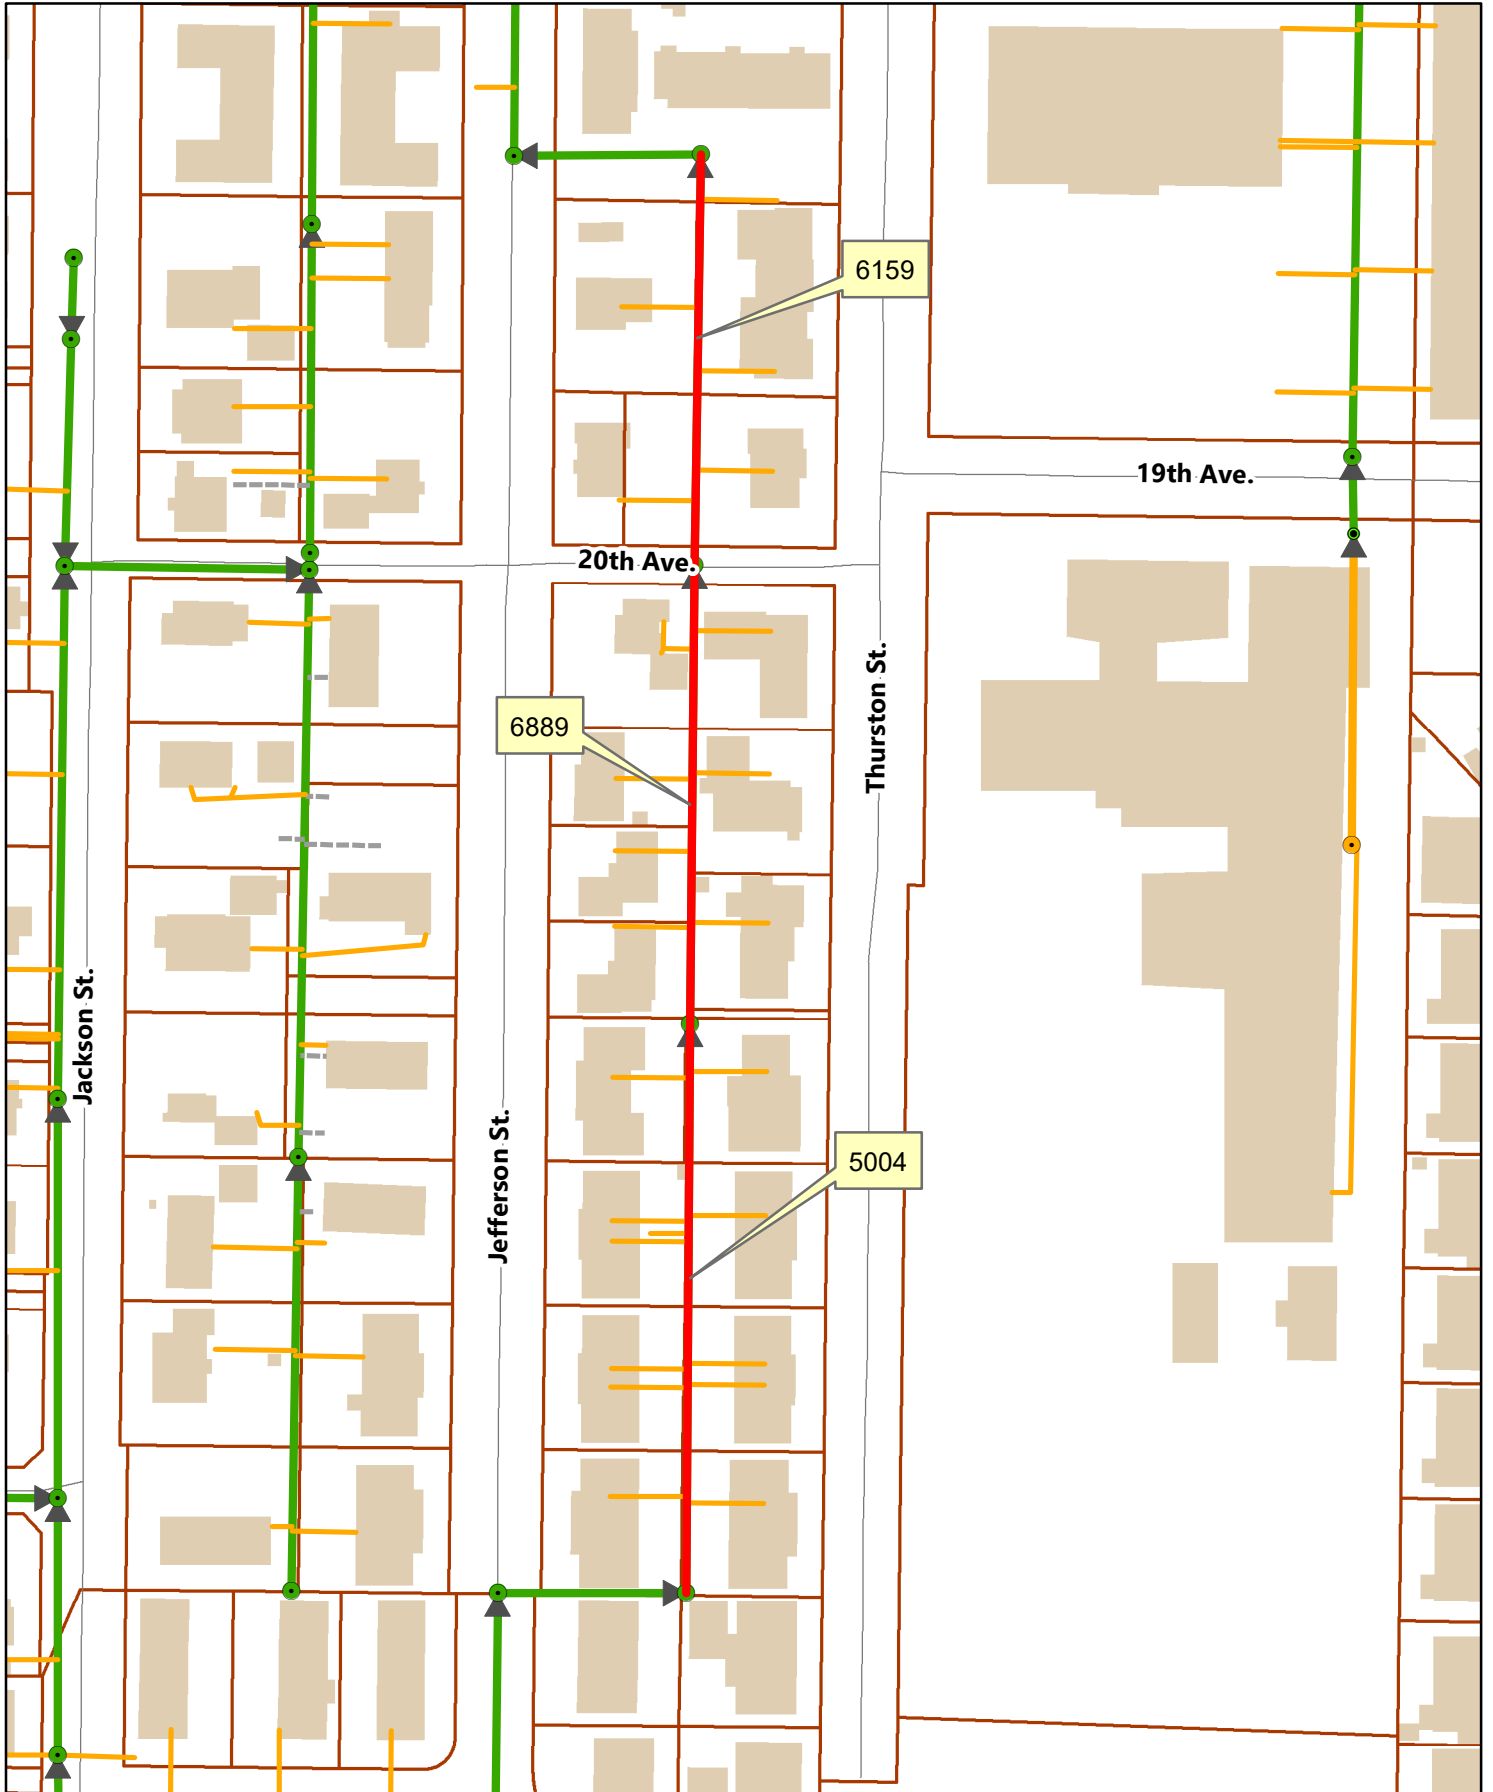 6159
19th Ave.
20th Ave.
Thurston St.
6889
Jackson St.
Jefferson St.
5004